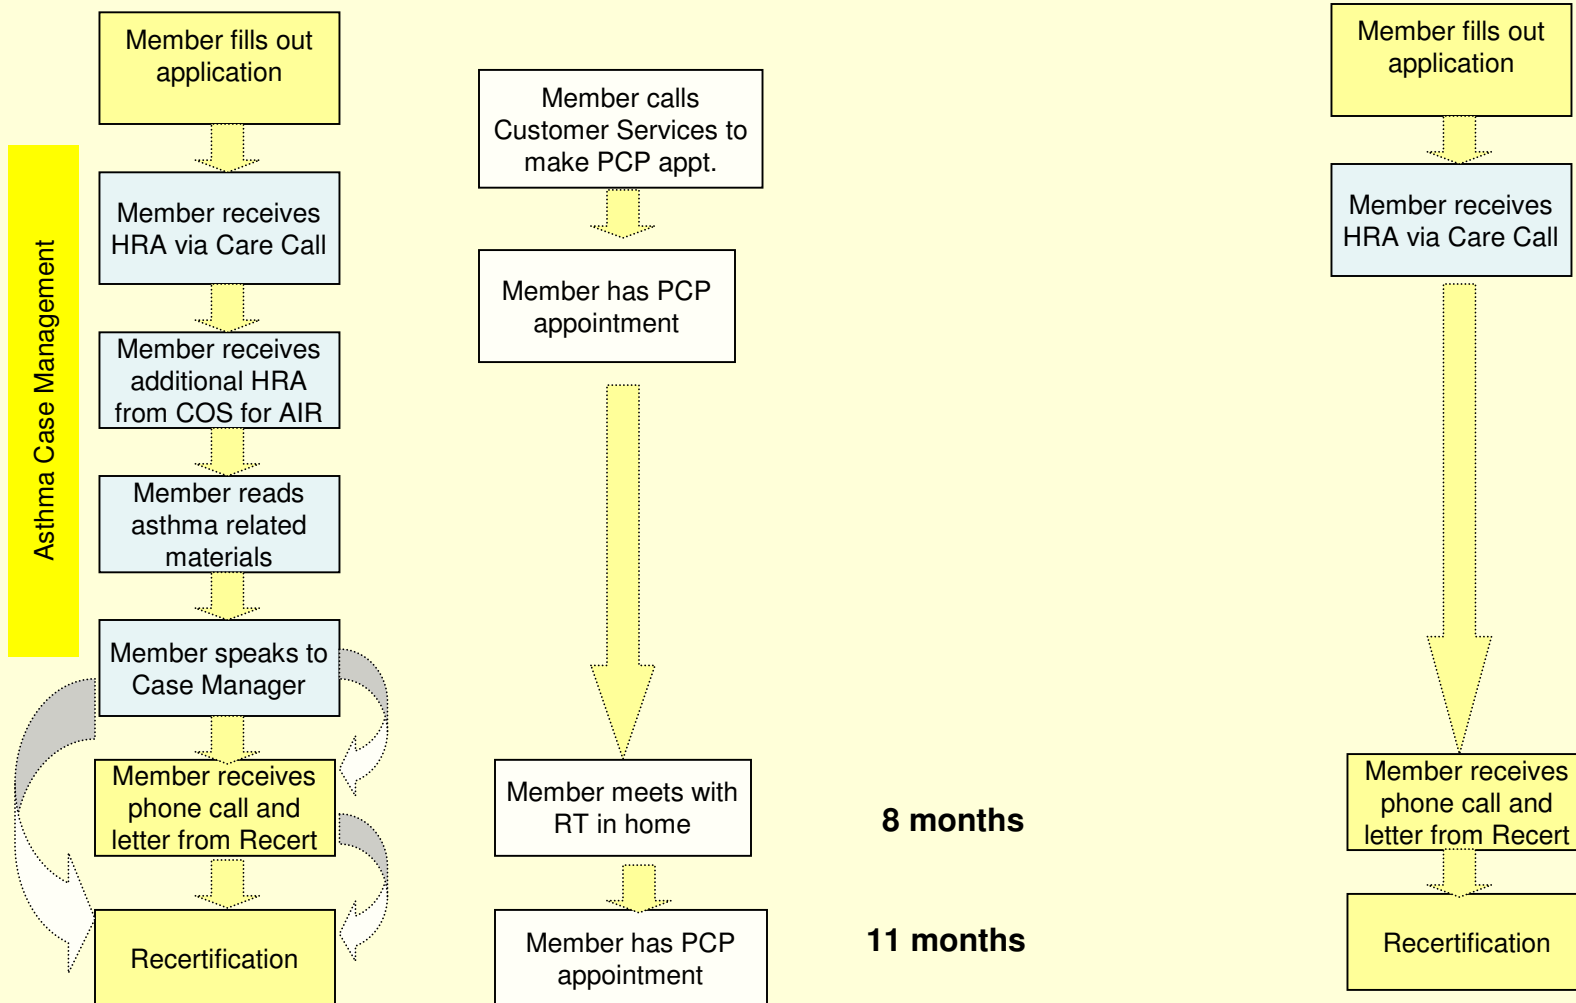 Asthma Case Management
Member fills out
application
Member receives
HRA via Care Call
Member receives
additional HRA
from COS for AIR
Member reads
asthma related
materials
Member speaks to
Case Manager
Member receives
phone call and
letter from Recert
Recertification
Member calls
Customer Services to
make PCP appt.
Member has PCP
appointment
Member meets with
RT in home
Member has PCP
appointment
8 months
11 months
Member fills out
application
Member receives
HRA via Care Call
Member receives
phone call and
letter from Recert
Recertification